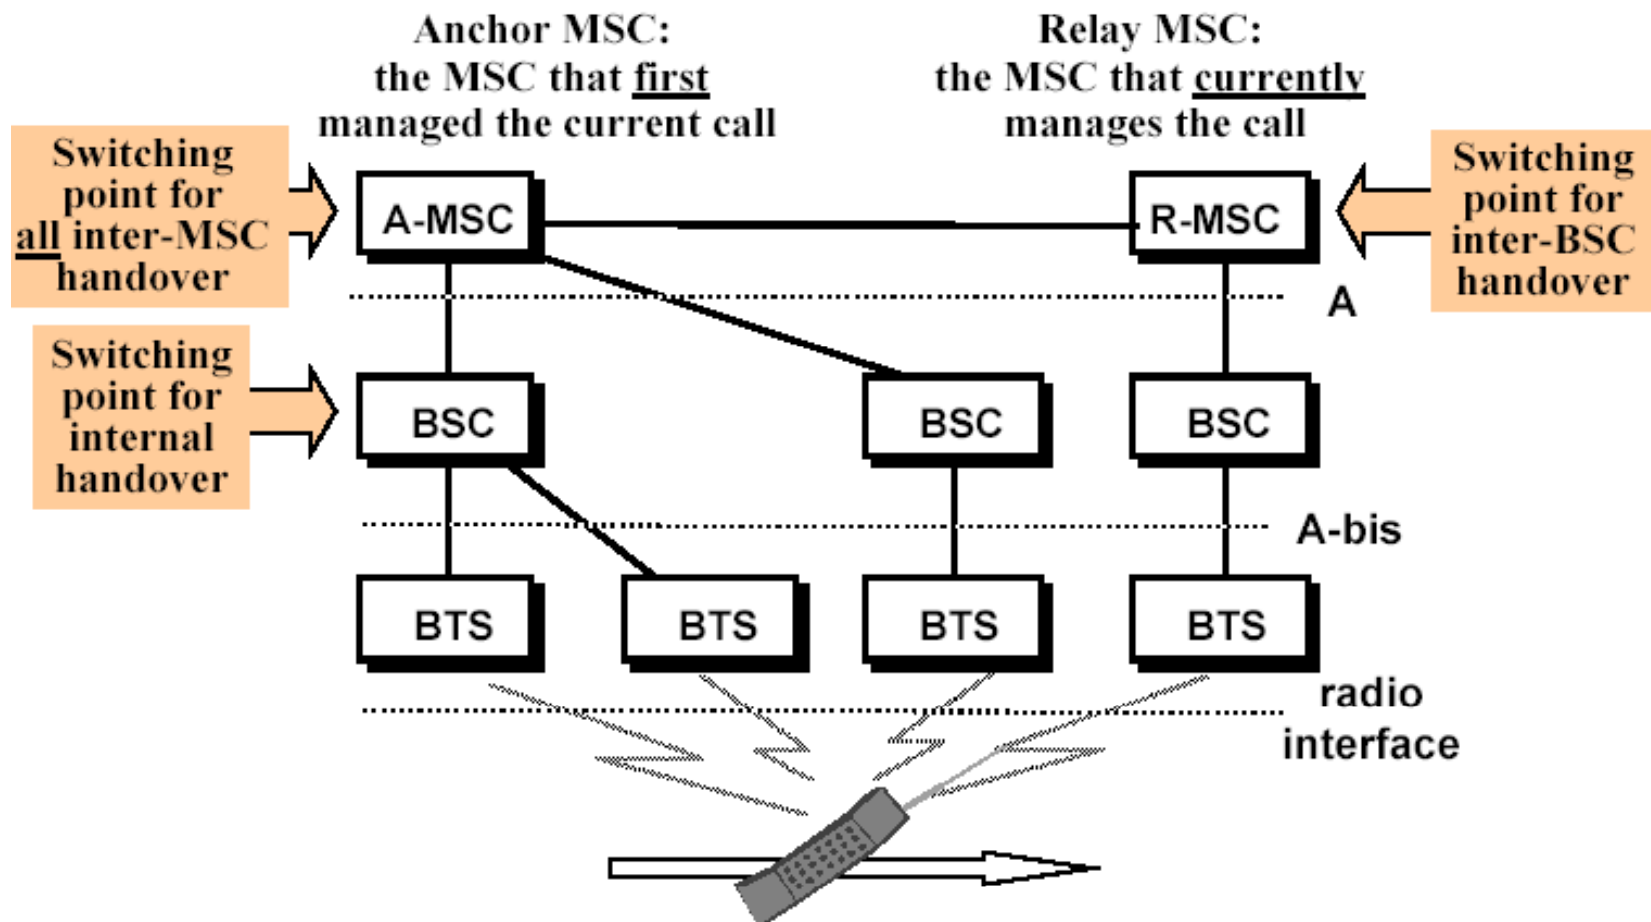 Anchor MSC:
the MSC that first
managed the current call
Relay MSC:
the MSC that currently
manages the call
Switching
point for
all inter-MSC
handover
A-MSC
R-MSC
Switching
point for
inter-BSC
handover
A
Switching
point for
internal
handover
BSC
BSC
BSC
A-bis
BTS
BTS
BTS
BTS
radio
interface